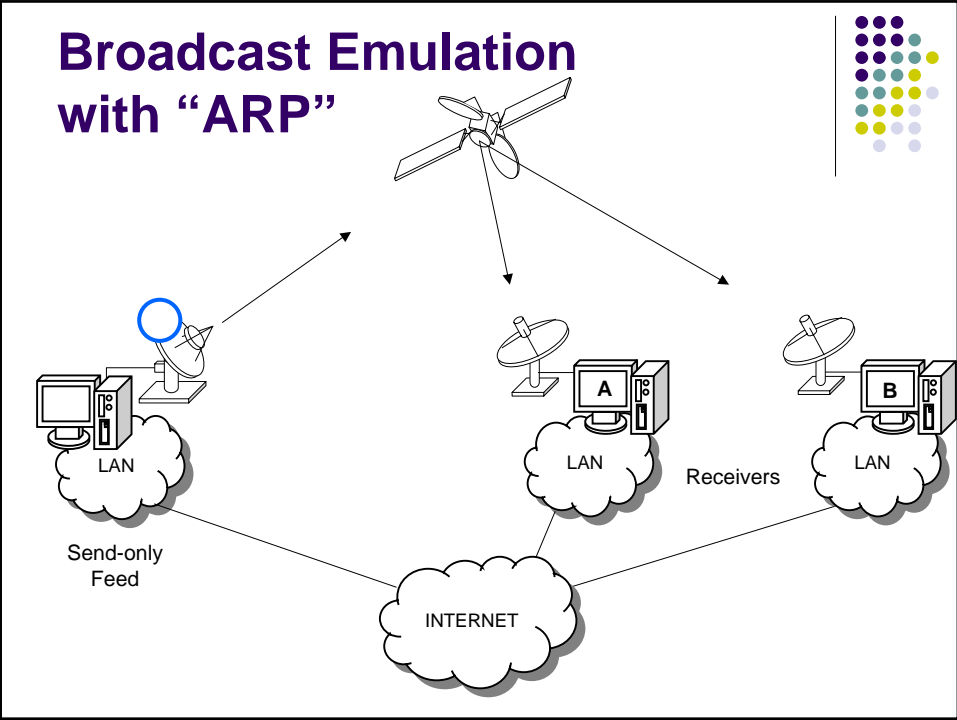 Broadcast Emulation
with “ARP”
A
B
LAN
LAN
LAN
Receivers
Send-only
Feed
INTERNET